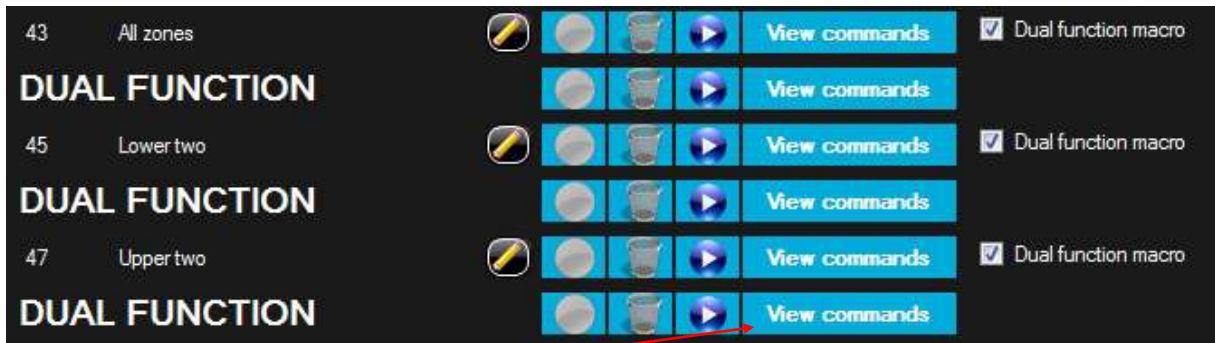 43 All zones View commands Dual function macro
DUAL FUNCTION View commands
45 Lower two View commands Dual function macro
DUAL FUNCTION View commands
47 Upper two View commands Dual function macro
DUAL FUNCTION View commands